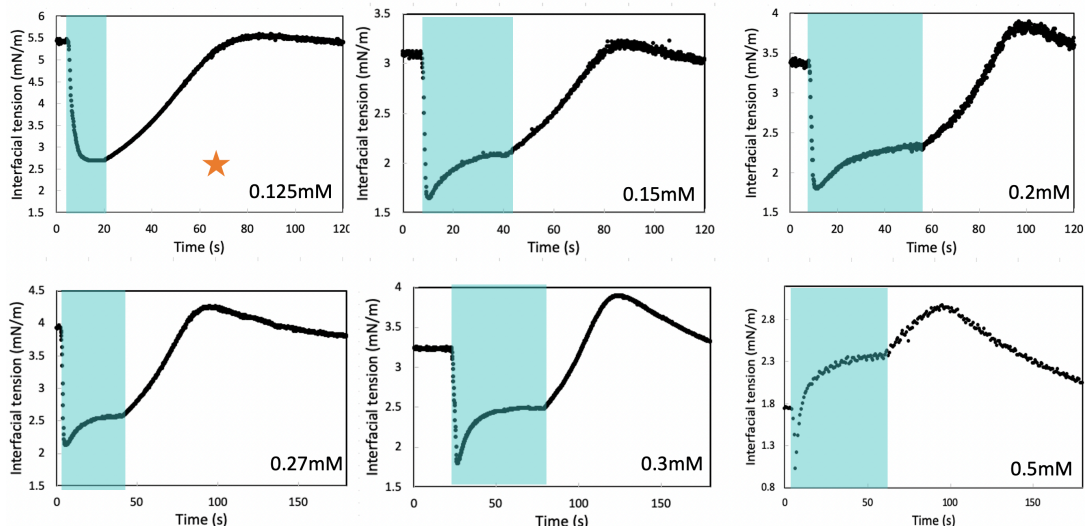 Interfacial tension (mN/m)
6
5.5
5
4.5
4
3.5
3
2.5
2
1.5
0 20 40 60 80 100 120
Time (s)
0.125mM
Interfacial tension (mN/m)
3.5
3
2.5
2
1.5
0 20 40 60 80 100 120
Time (s)
0.15mM
Interfacial tension (mN/m)
4
3.5
3
2.5
2
1.5
0 20 40 60 80 100 120
Time (s)
0.2mM
Interfacial tension (mN/m)
4.5
4
3.5
3
2.5
2
1.5
0 50 100 150
Time (s)
0.27mM
Interfacial tension (mN/m)
4
3.5
3
2.5
2
1.5
0 50 100 150
Time (s)
0.3mM
Interfacial tension (mN/m)
2.8
2.3
1.8
1.3
0.8
0 50 100 150
Time (s)
0.5mM